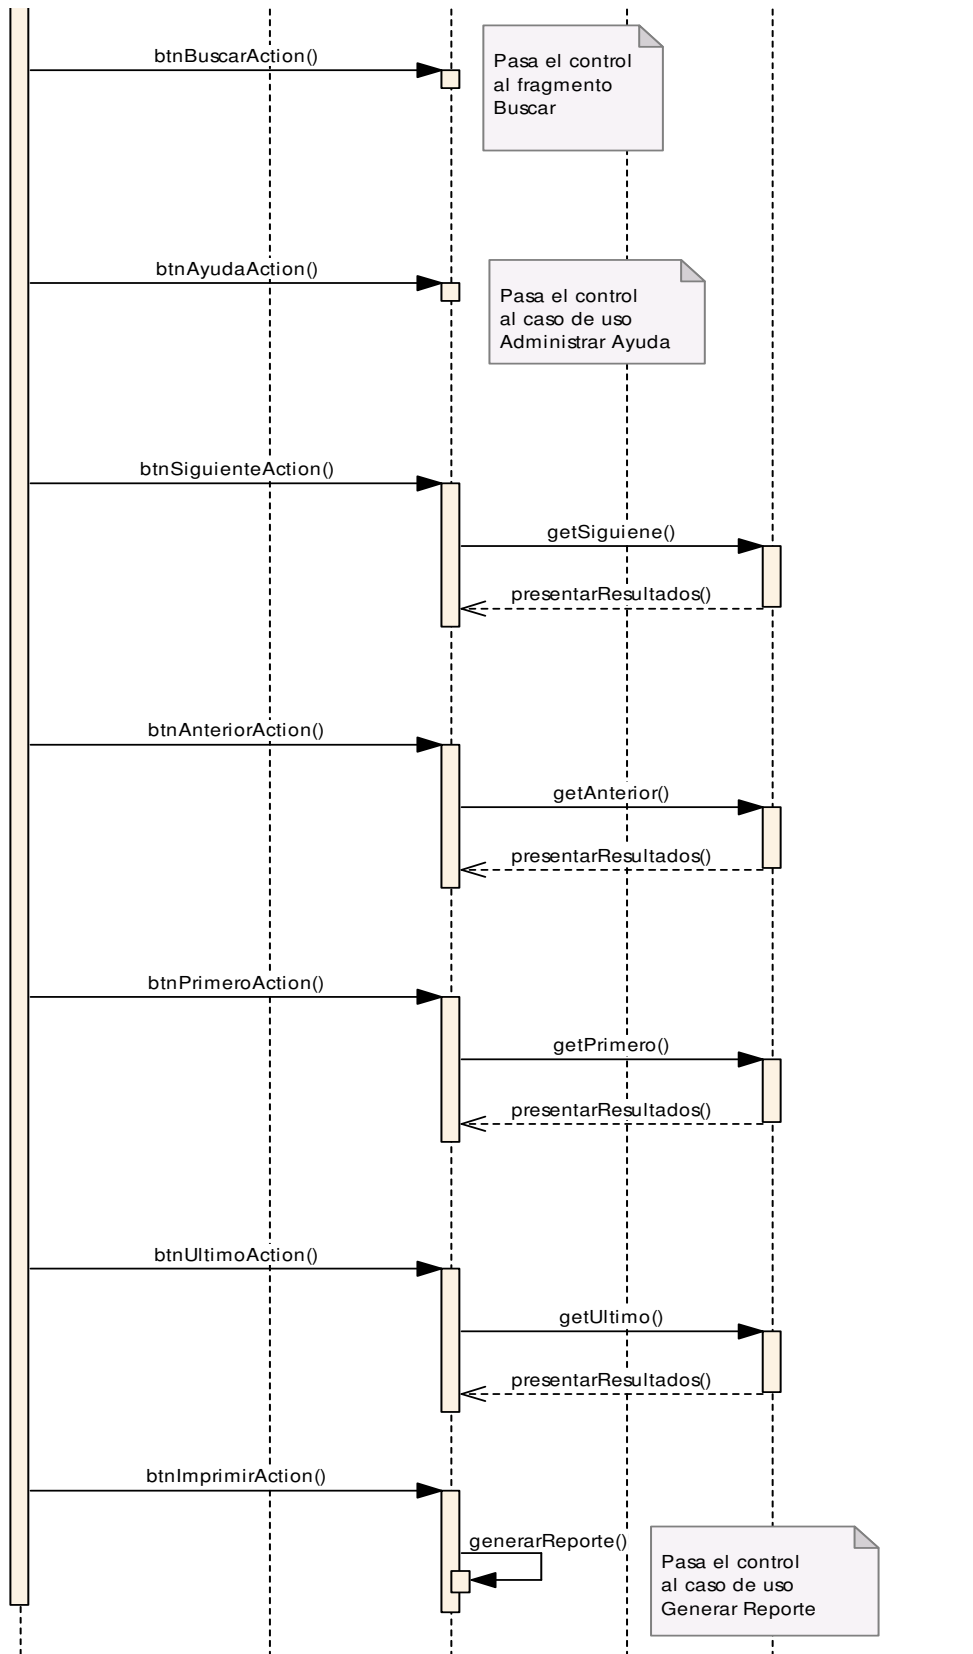 btnBuscarAction()
Pasa el control
al fragmento
Buscar
btnAyudaAction()
Pasa el control
al caso de uso
Administrar Ayuda
btnSiguienteAction()
getSiguiene()
presentarResultados()
btnAnteriorAction()
getAnterior()
presentarResultados()
btnPrimeroAction()
getPrimero()
presentarResultados()
btnUltimoAction()
getUltimo()
presentarResultados()
btnImprimirAction()
generarReporte()
Pasa el control
al caso de uso
Generar Reporte